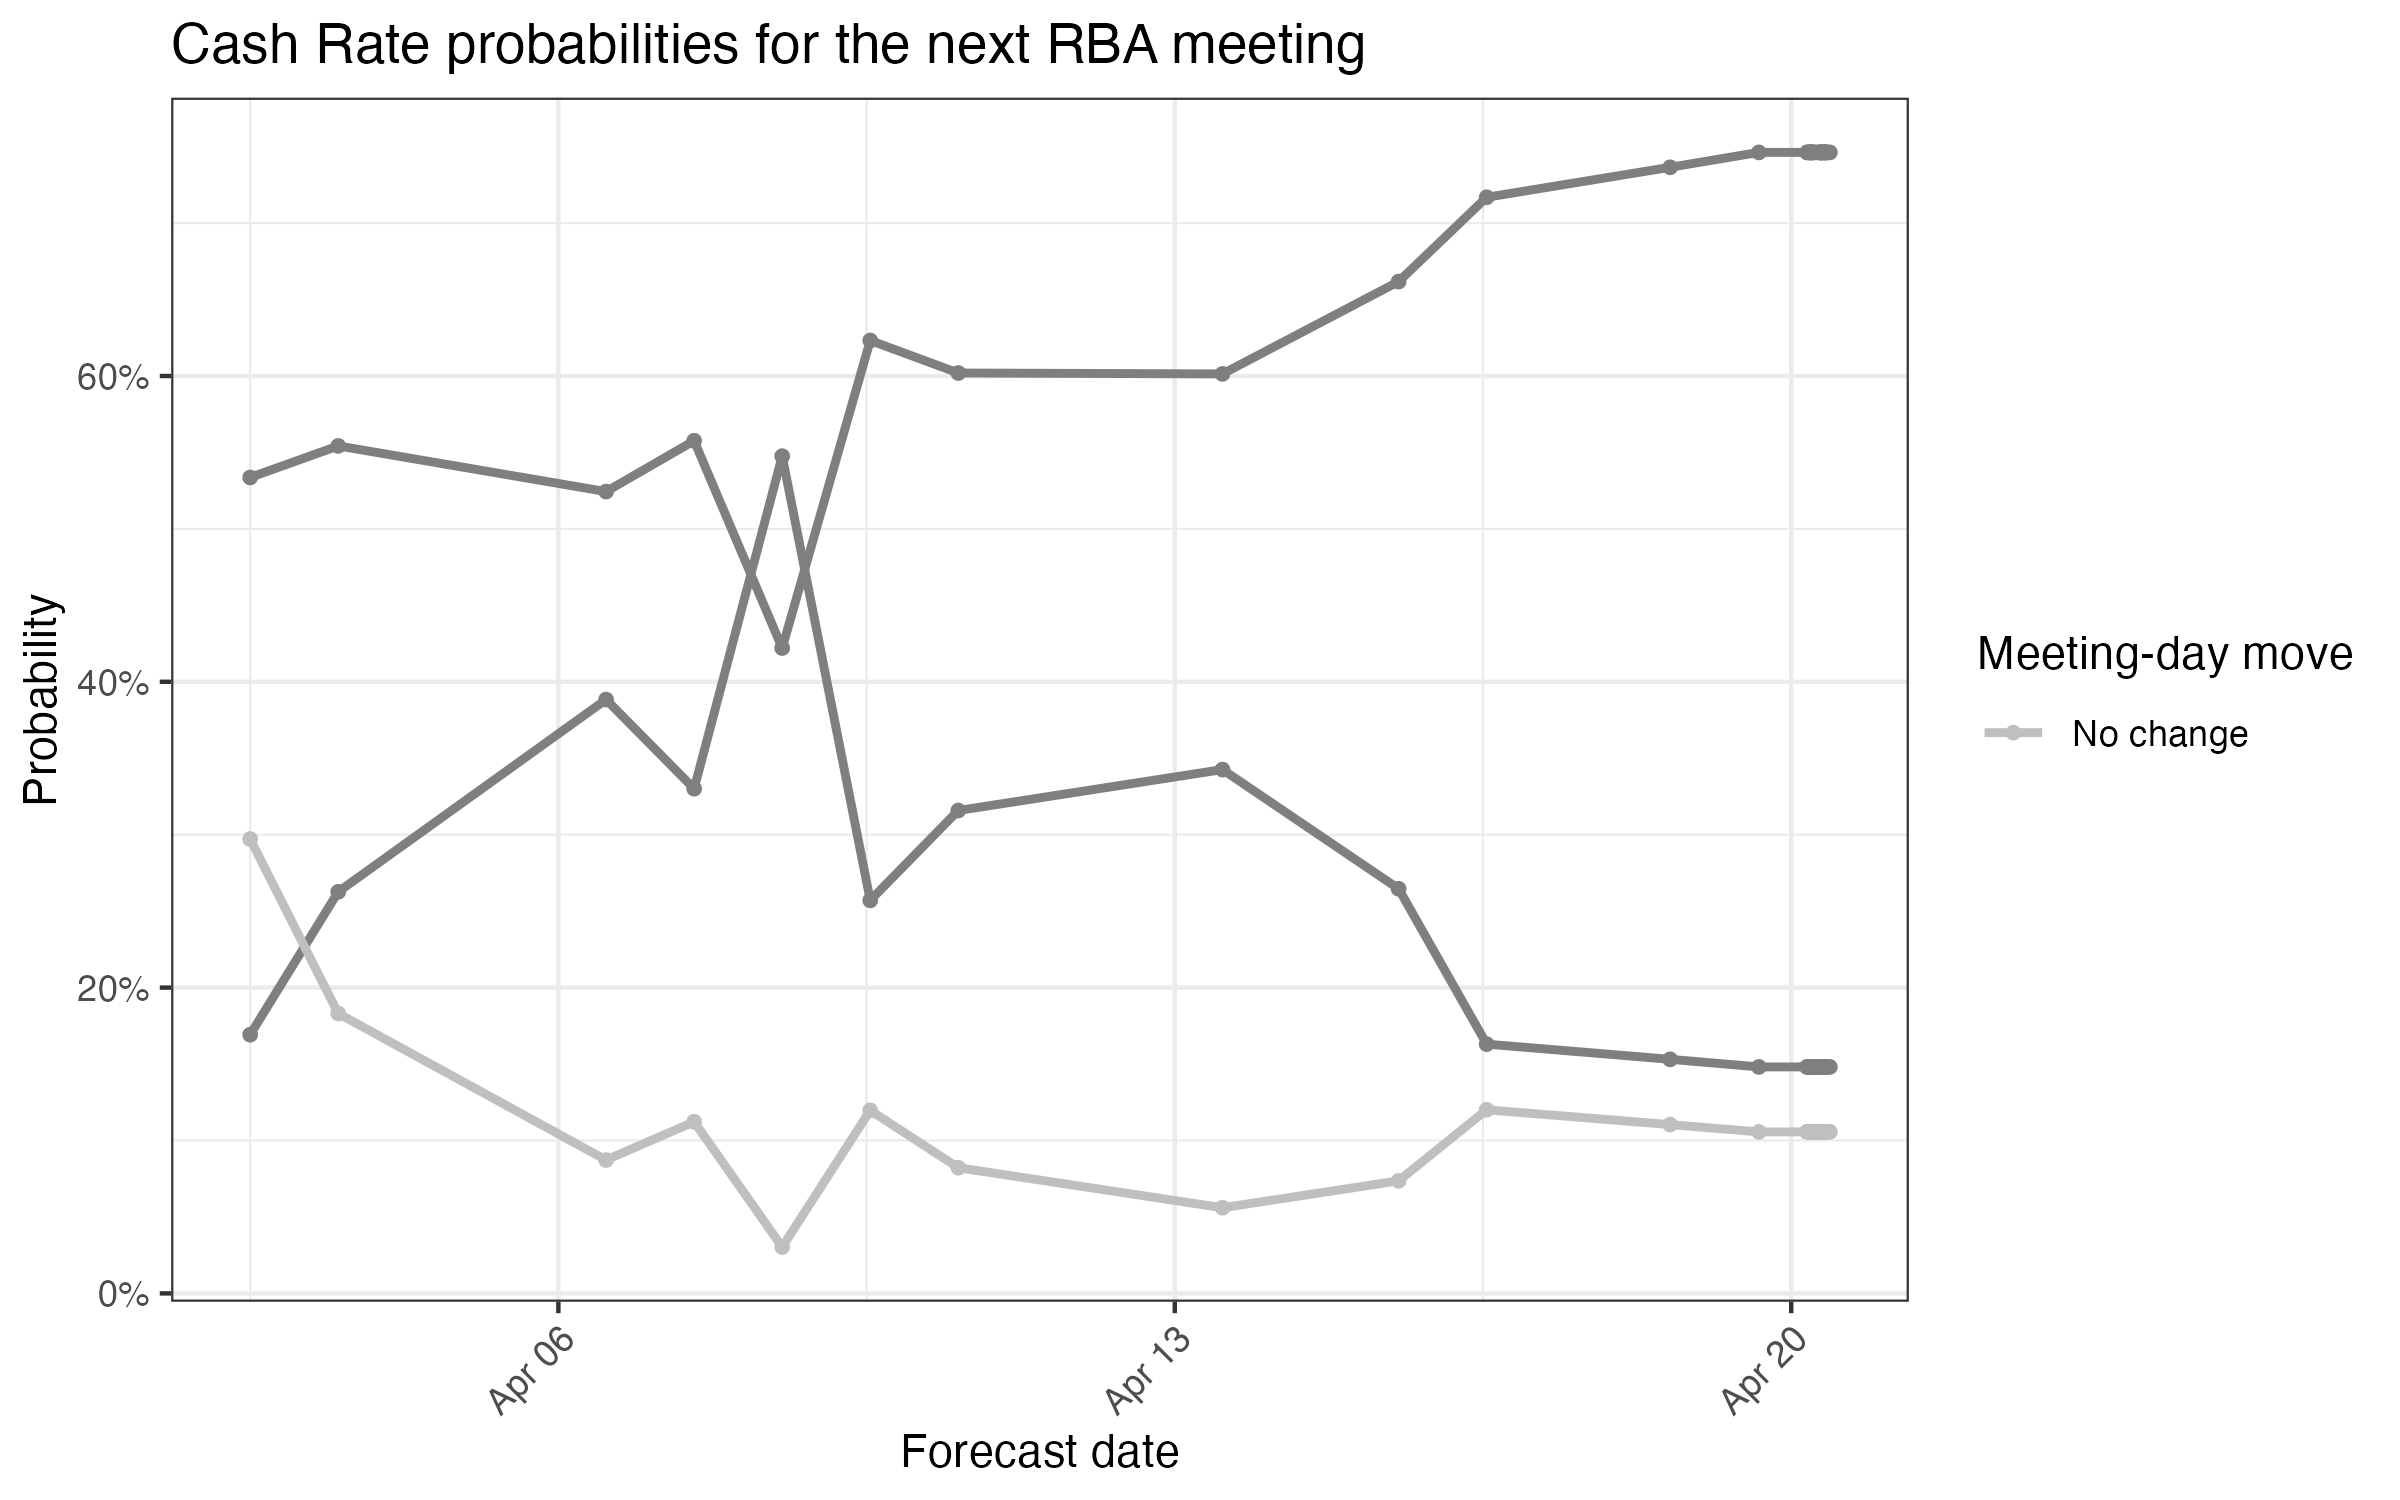 Cash Rate probabilities for the next RBA meeting
Probability
60%
40%
20%
0%
Apr 06
Apr 13
Apr 20
Forecast date
Meeting-day move
No change